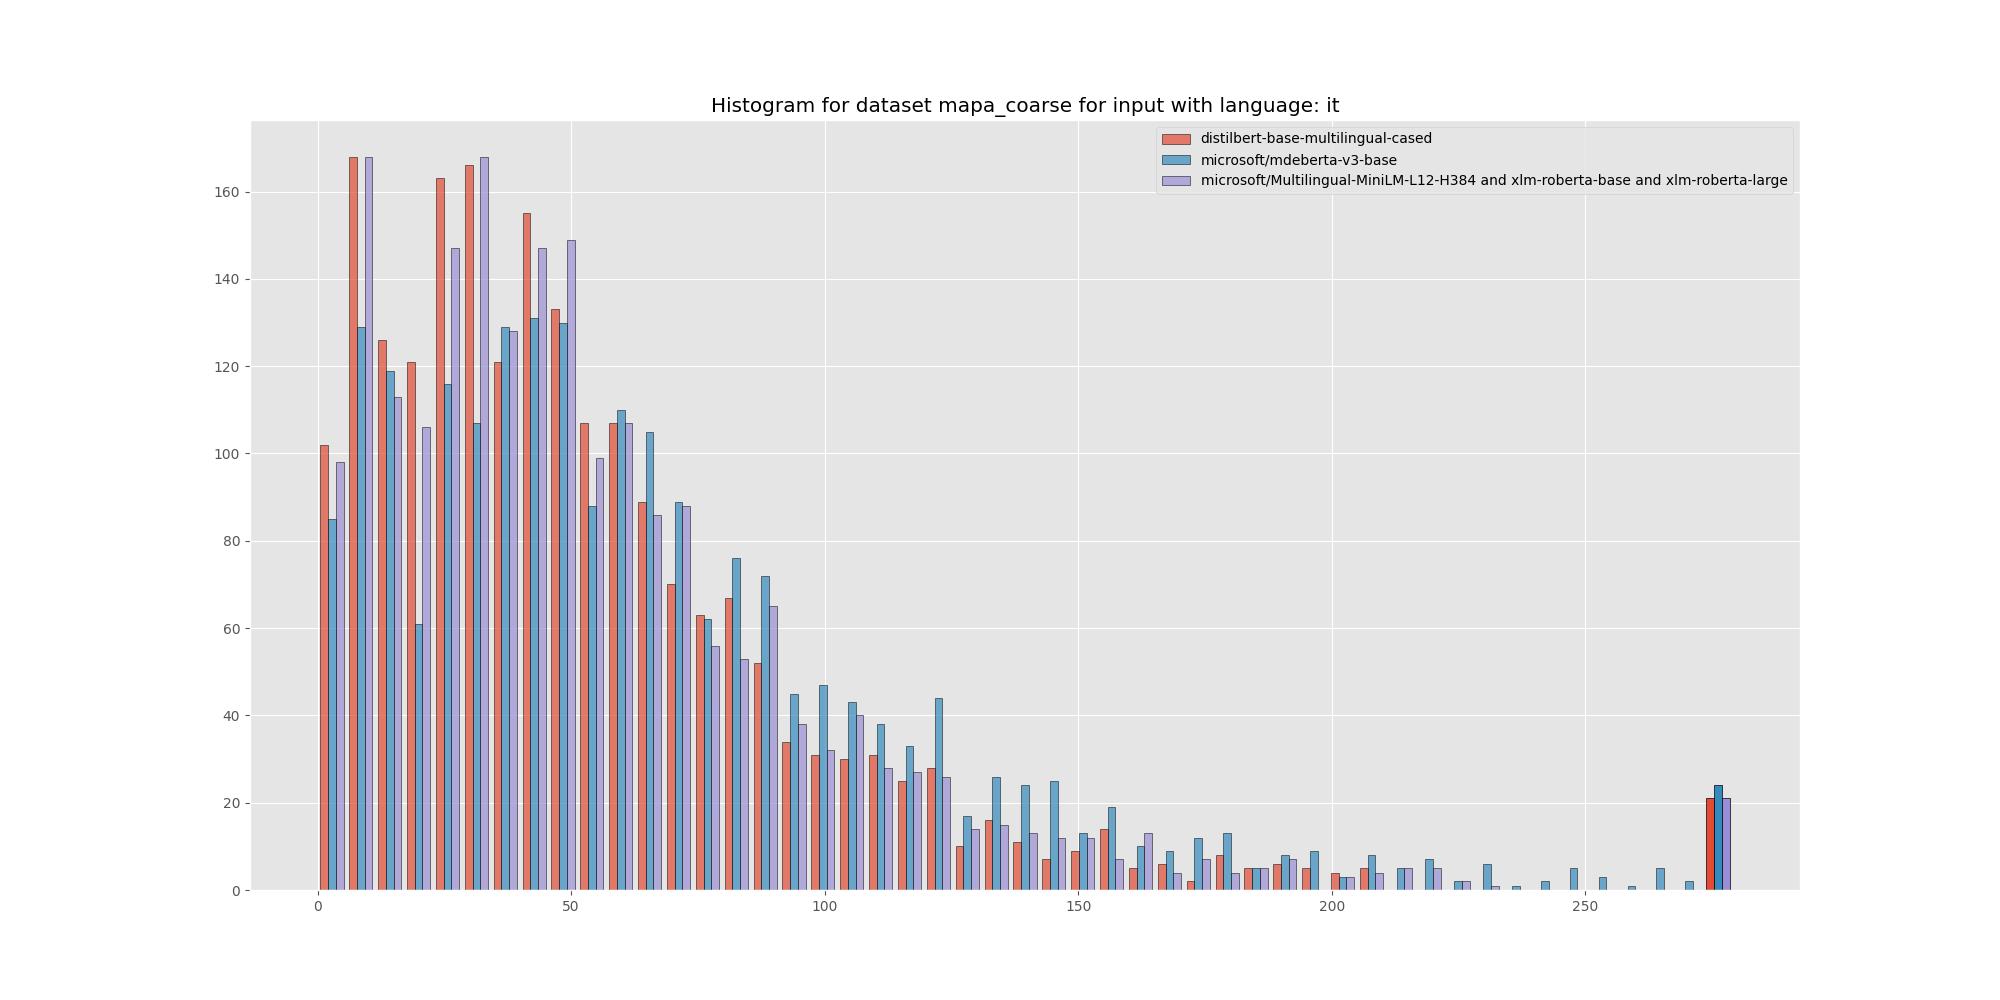 Histogram for dataset mapa_coarse for input with language: it
distilbert-base-multilingual-cased
microsoft/mdeberta-v3-base
microsoft/Multilingual-MiniLM-L12-H384 and xlm-roberta-base and xlm-roberta-large
160
140
120
100
80
60
40
20
0
0 50 100 150 200 250